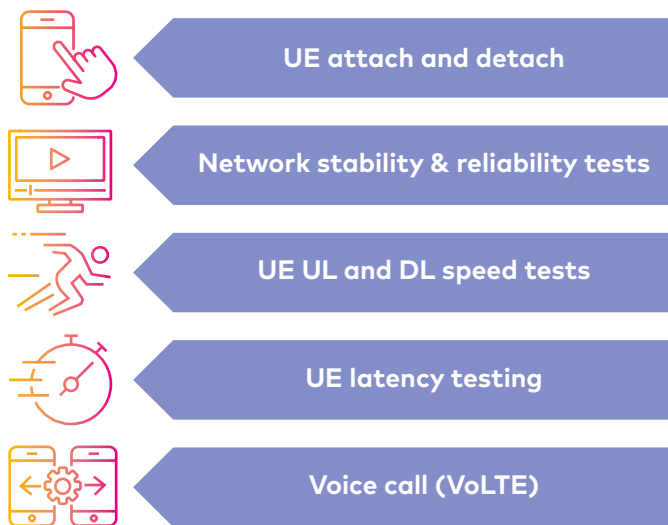 UE attach and detach
Network stability & reliability tests
UE UL and DL speed tests
UE latency testing
Voice call (VoLTE)